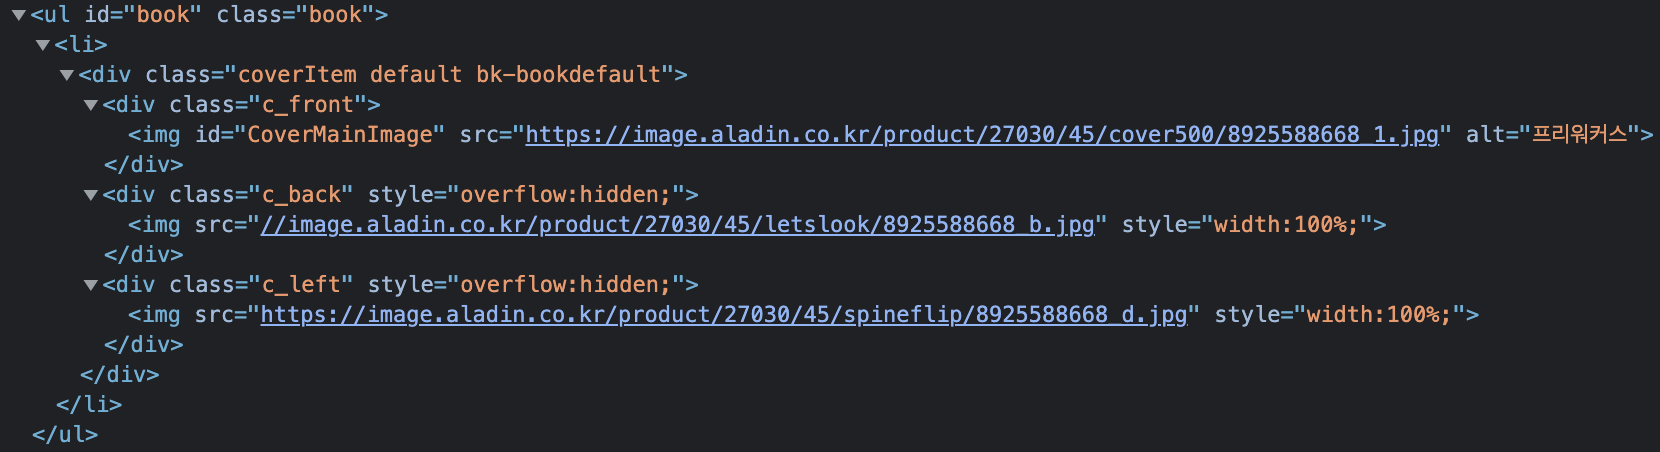 ▼<ul id="book" class="book">
▼<li>
▼<div class="coverItem default bk-bookdefault">
▼<div class="c_front">
<img id="CoverMainImage" src="https://image.aladin.co.kr/product/27030/45/cover500/8925588668_1.jpg" alt="프리워커스">
</div>
▼<div class="c_back" style="overflow:hidden;">
<img src="//image.aladin.co.kr/product/27030/45/letslook/8925588668_b.jpg" style="width:100%;">
</div>
▼<div class="c_left" style="overflow:hidden;">
<img src="https://image.aladin.co.kr/product/27030/45/spineflip/8925588668_d.jpg" style="width:100%;">
</div>
</div>
</li>
</ul>